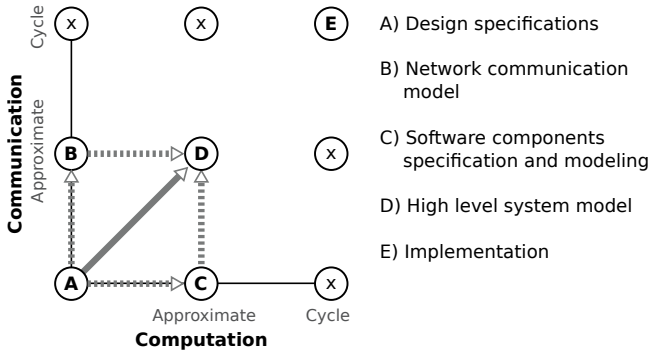 Cycle
x
x
E
A) Design specifications
B) Network communication
model
Communication
Approximate
B
D
x
C) Software components
specification and modeling
D) High level system model
E) Implementation
A
C
x
Approximate
Cycle
Computation